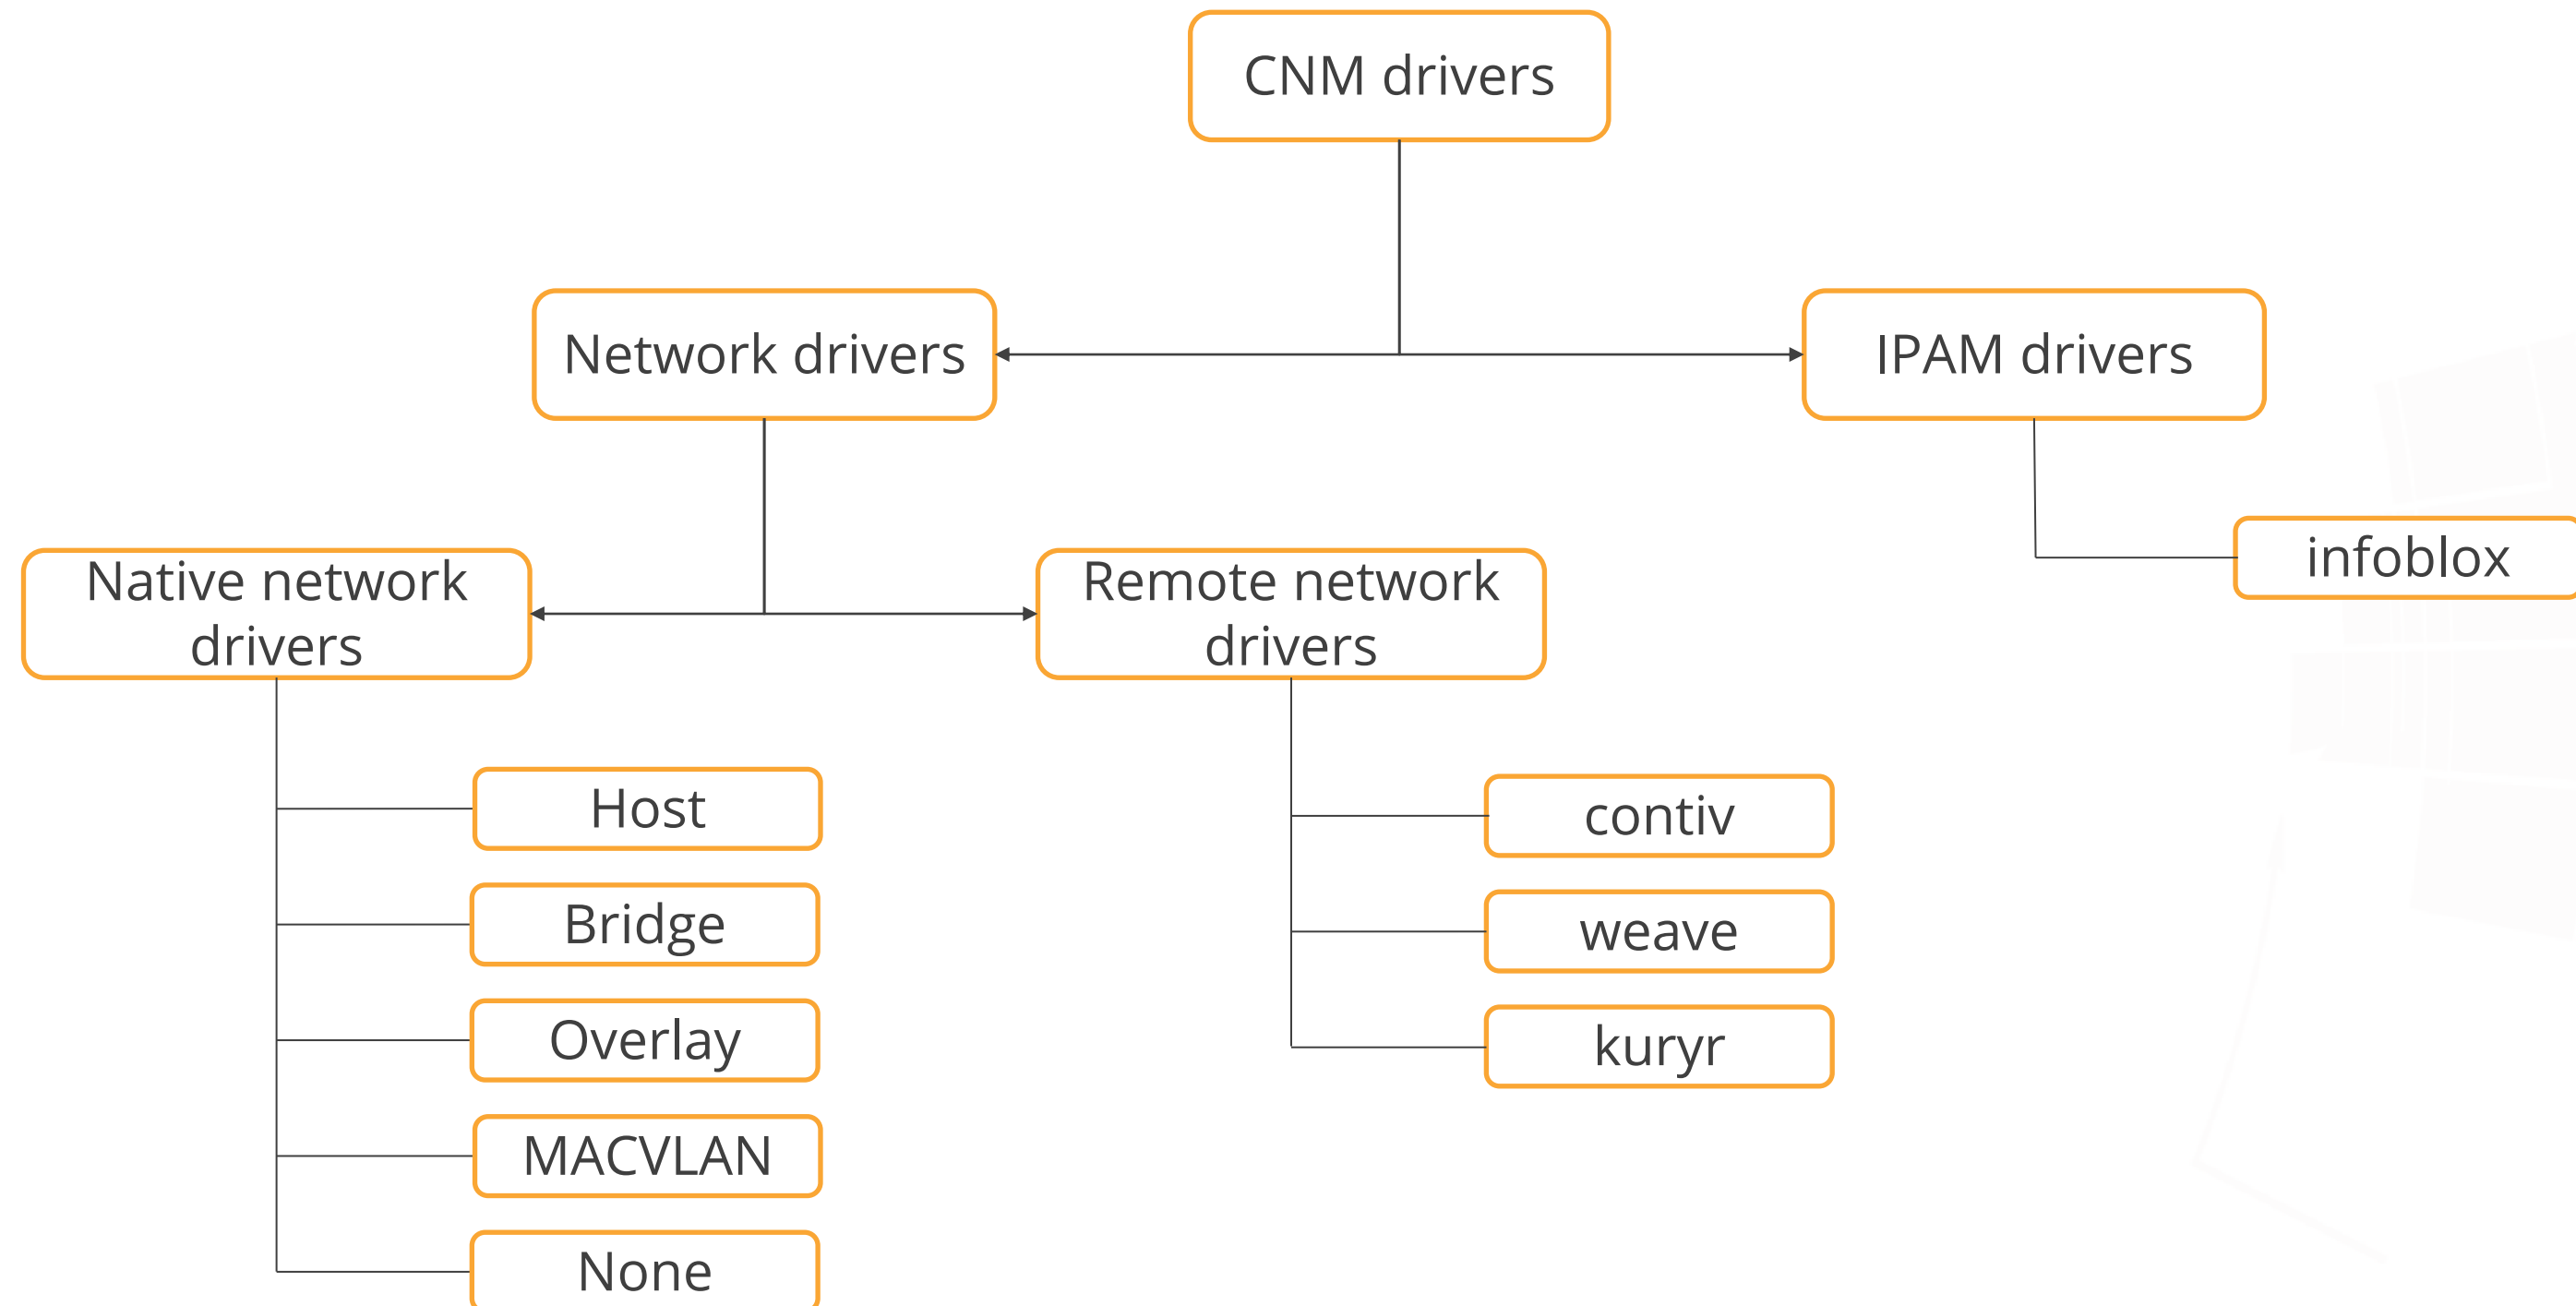 CNM drivers
Network drivers
IPAM drivers
Native network
drivers
Remote network
drivers
infoblox
Host
Bridge
Overlay
MACVLAN
None
contiv
weave
kuryr